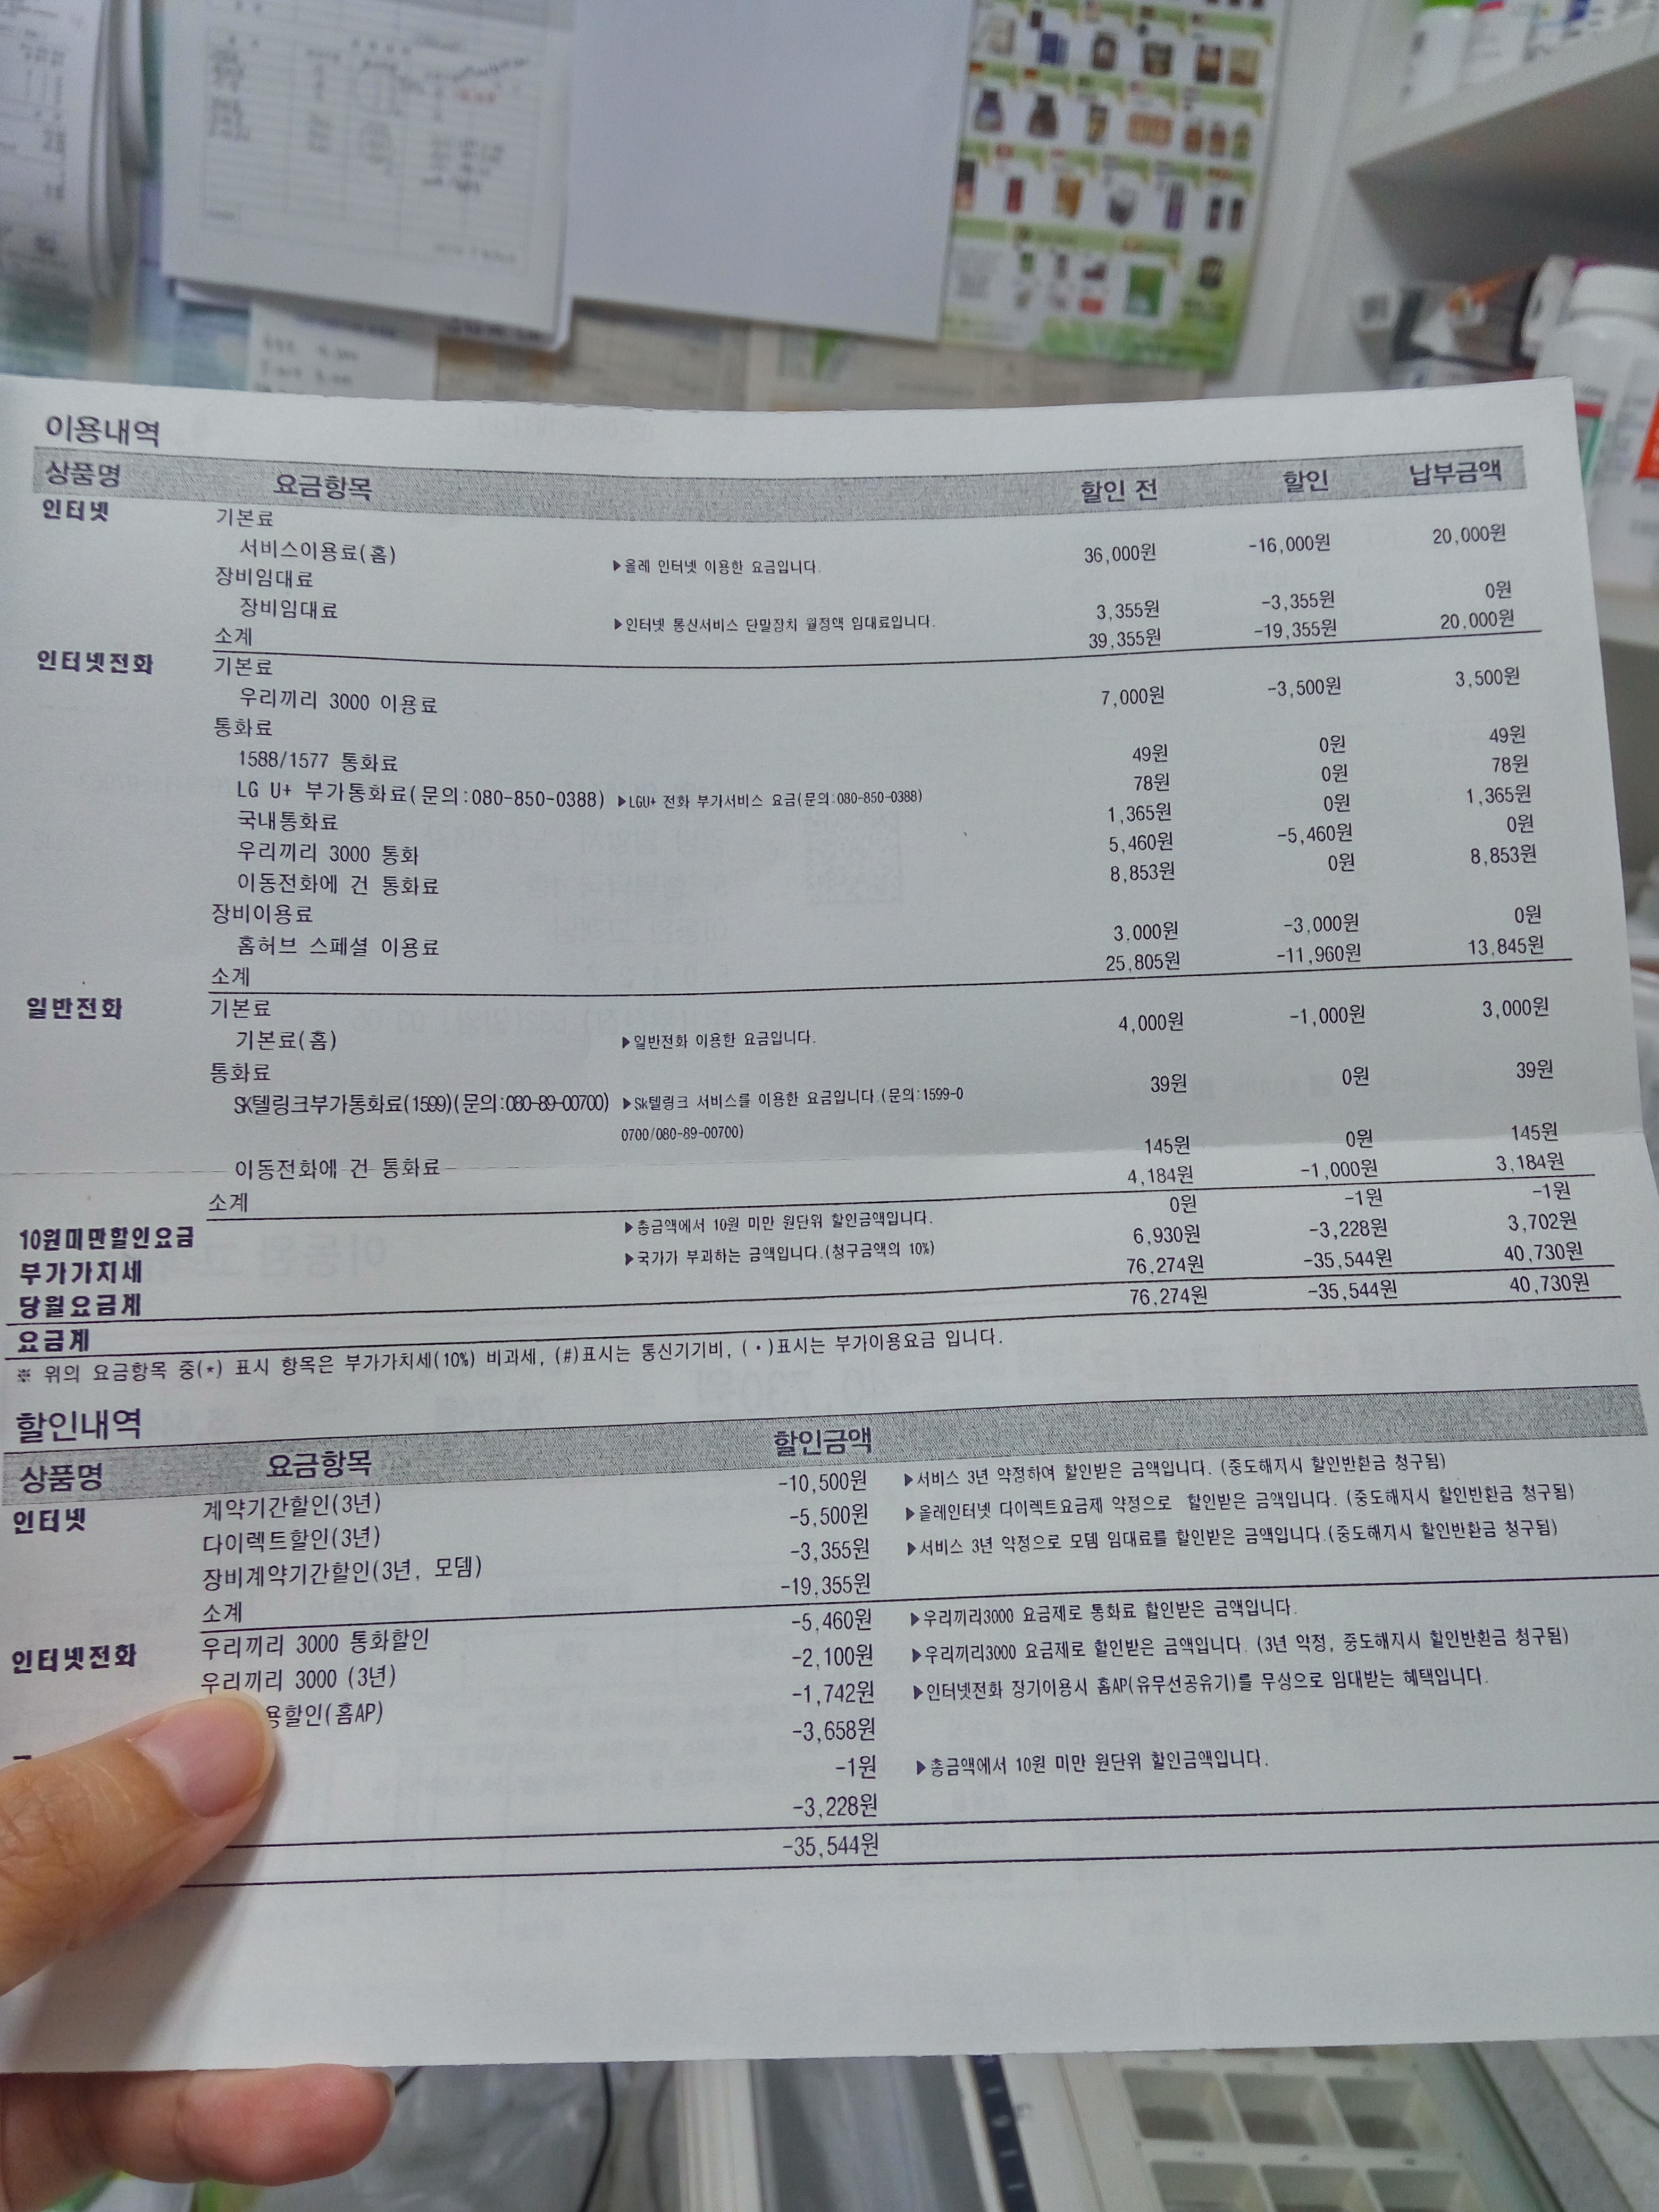 이용내역
상품명 요금항목 할인 전 할인 납부금액
인터넷 기본료
서비스이용료(홈) ▶올레 인터넷 이용한 요금입니다. 36,000원 -16,000원 20,000원
장비임대료
장비임대료 ▶인터넷 통신서비스 단말장치 월정액 임대료입니다. 3,355원 -3,355원 0원
소계 39,355원 -19,355원 20,000원
인터넷전화 기본료
우리끼리 3000 이용료 7,000원 -3,500원 3,500원
통화료
1588/1577 통화료 49원 0원 49원
LG U+ 부가통화료(문의:080-850-0388) ▶LGU+ 전화 부가서비스 요금(문의:080-850-0388) 78원 0원 78원
국내통화료 1,365원 0원 1,365원
우리끼리 3000 통화 5,460원 -5,460원 0원
이동전화에 건 통화료 8,853원 0원 8,853원
장비이용료
홈허브 스페셜 이용료 3,000원 -3,000원 0원
소계 25,805원 -11,960원 13,845원
일반전화 기본료
기본료(홈) ▶일반전화 이용한 요금입니다. 4,000원 -1,000원 3,000원
통화료
SK텔링크부가통화료(1599)(문의:080-89-00700) ▶Sk텔링크 서비스를 이용한 요금입니다.(문의:1599-0 39원 0원 39원
0700/080-89-00700)
이동전화에 건 통화료 145원 0원 145원
소계 4,184원 -1,000원 3,184원
10원미만할인요금 ▶총금액에서 10원 미만 원단위 할인금액입니다. 0원 -1원 -1원
부가가치세 ▶국가가 부과하는 금액입니다.(청구금액의 10%) 6,930원 -3,228원 3,702원
당월요금계 76,274원 -35,544원 40,730원
요금계 76,274원 -35,544원 40,730원
※ 위의 요금항목 중(*) 표시 항목은 부가가치세(10%) 비과세, (#)표시는 통신기기비, (•)표시는 부가이용요금 입니다.
할인내역
상품명 요금항목 할인금액
인터넷 계약기간할인(3년) -10,500원 ▶서비스 3년 약정하여 할인받은 금액입니다. (중도해지시 할인반환금 청구됨)
다이렉트할인(3년) -5,500원 ▶올레인터넷 다이렉트요금제 약정으로 할인받은 금액입니다. (중도해지시 할인반환금 청구됨)
장비계약기간할인(3년, 모뎀) -3,355원 ▶서비스 3년 약정으로 모뎀 임대료를 할인받은 금액입니다.(중도해지시 할인반환금 청구됨)
소계 -19,355원
인터넷전화 우리끼리 3000 통화할인 -5,460원 ▶우리끼리3000 요금제로 통화료 할인받은 금액입니다.
우리끼리 3000 (3년) -2,100원 ▶우리끼리3000 요금제로 할인받은 금액입니다. (3년 약정, 중도해지시 할인반환금 청구됨)
용할인(홈AP) -1,742원 ▶인터넷전화 장기이용시 홈AP(유무선공유기)를 무상으로 임대받는 혜택입니다.
-3,658원
-1원 ▶총금액에서 10원 미만 원단위 할인금액입니다.
-3,228원
-35,544원